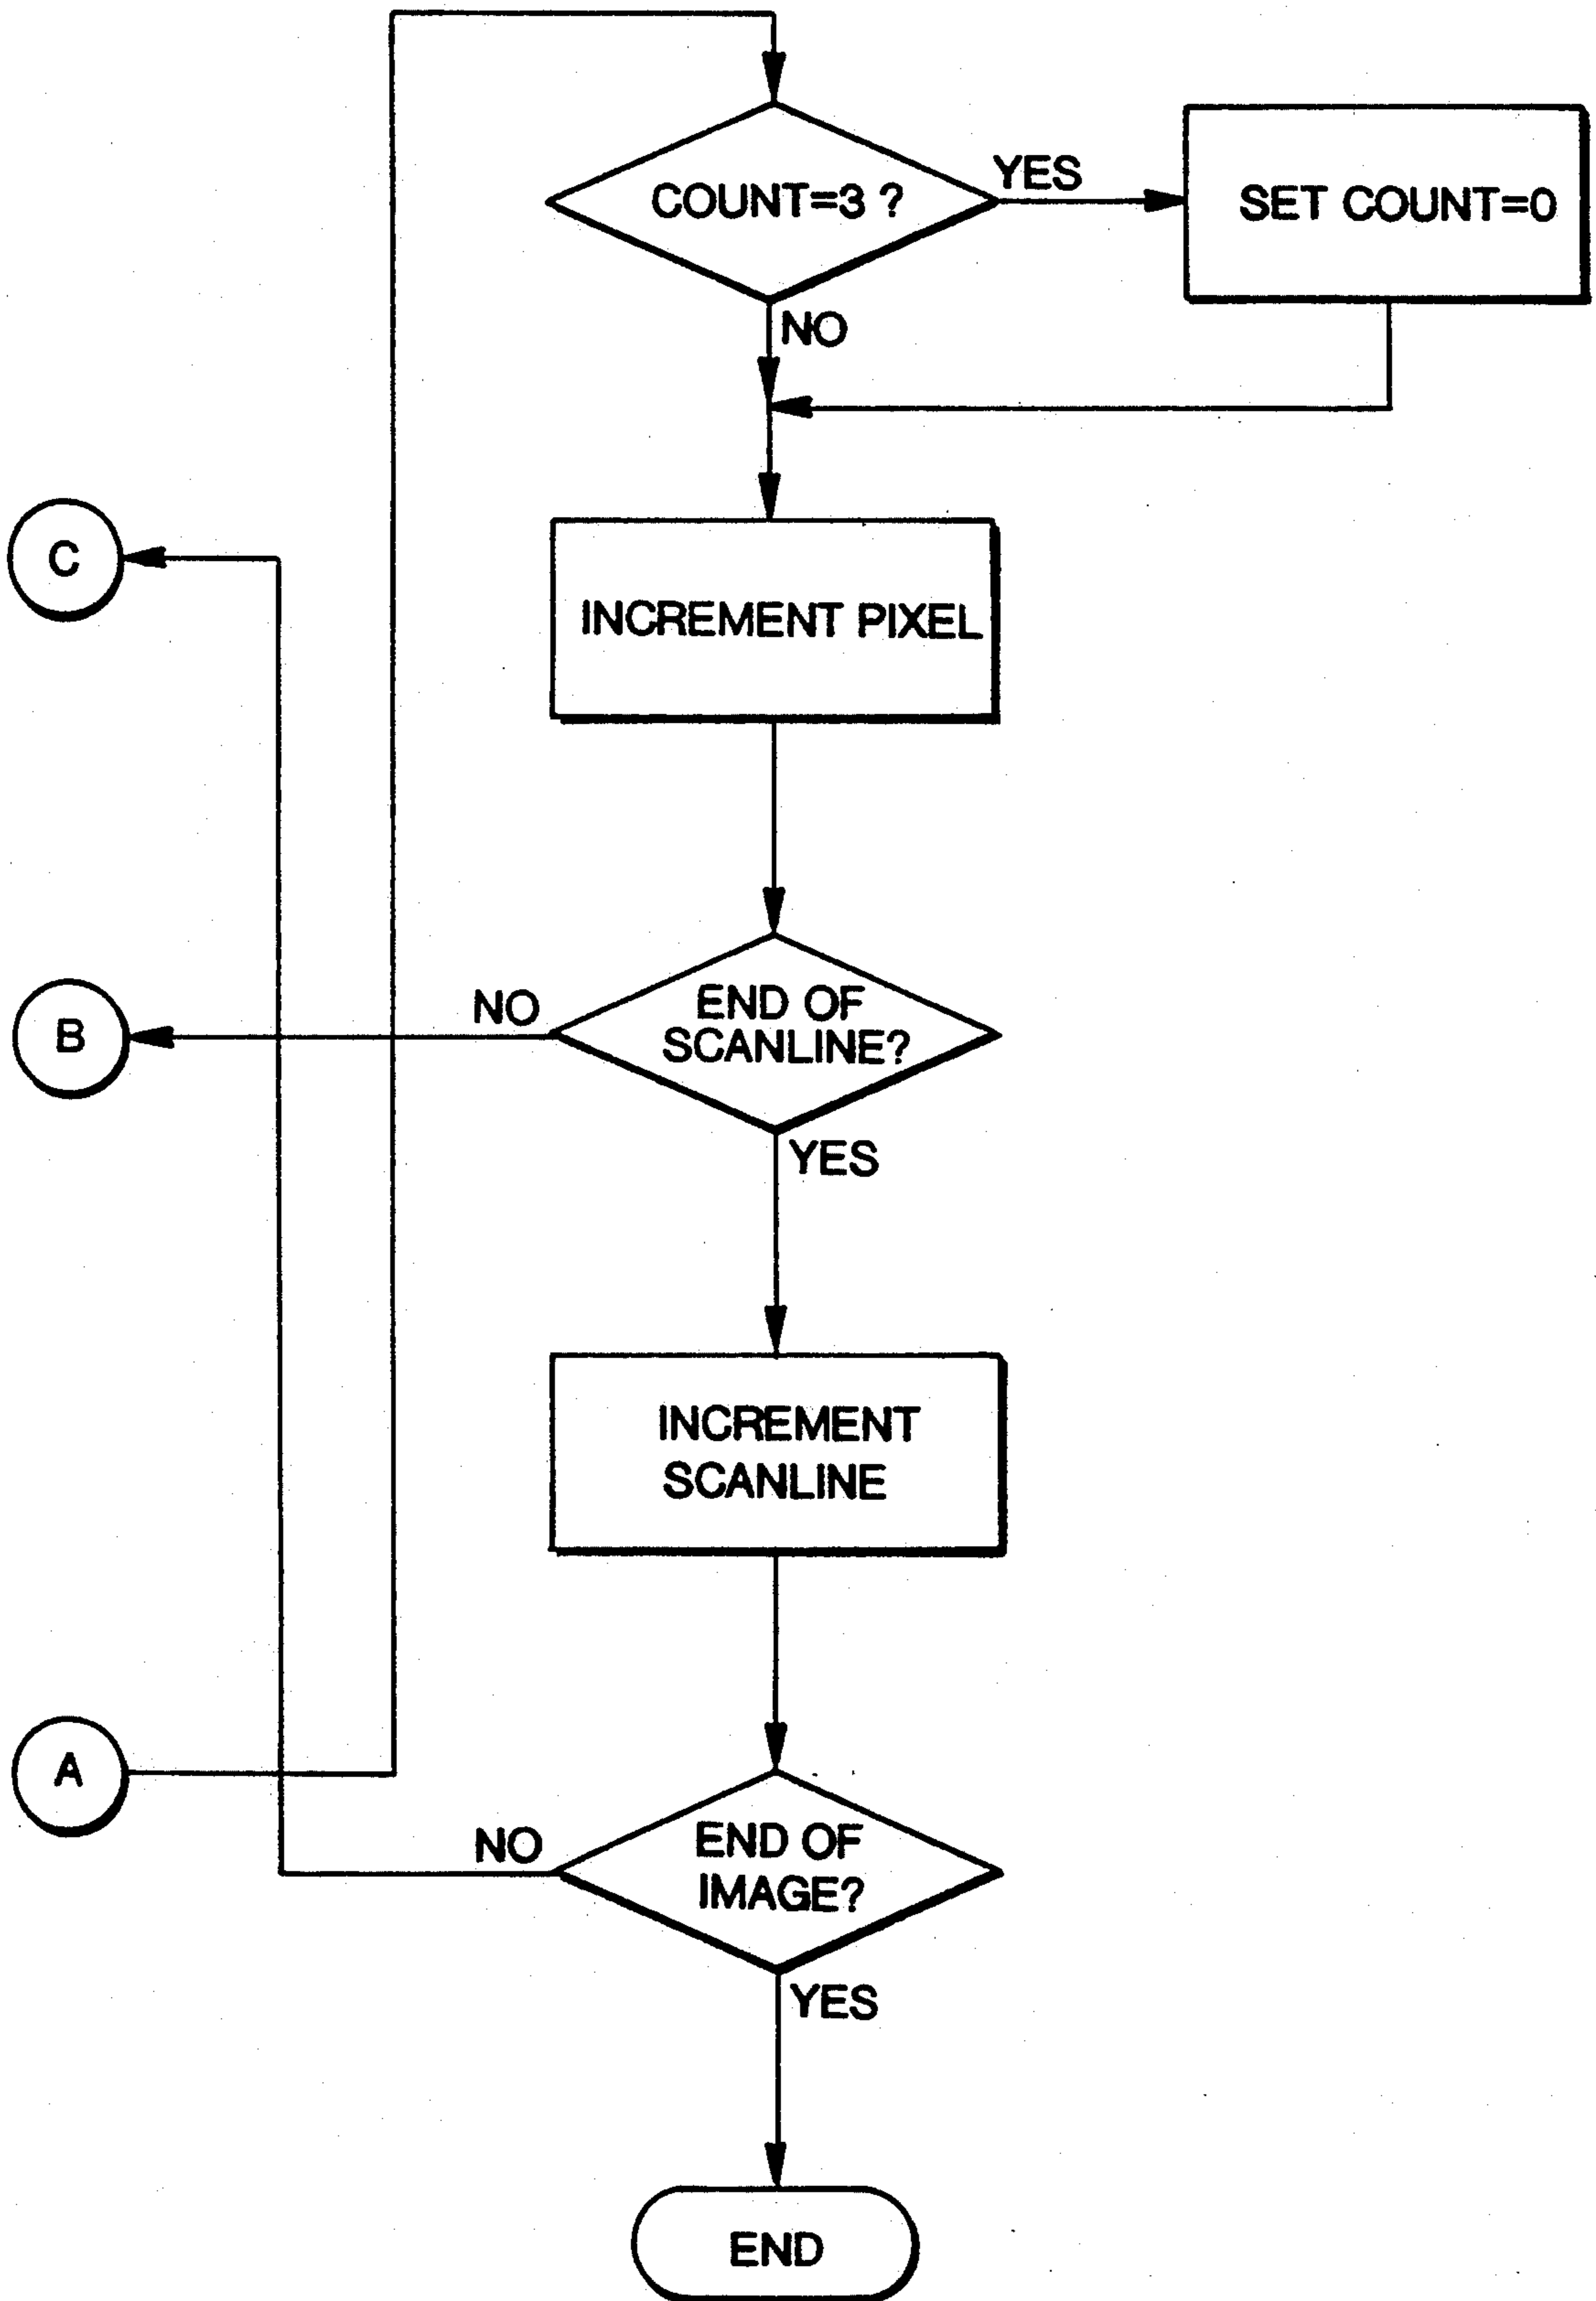 COUNT=3 ?
YES
SET COUNT=0
NO
INCREMENT PIXEL
C
END OF
SCANLINE?
NO
B
YES
INCREMENT
SCANLINE
A
END OF
IMAGE?
NO
YES
END